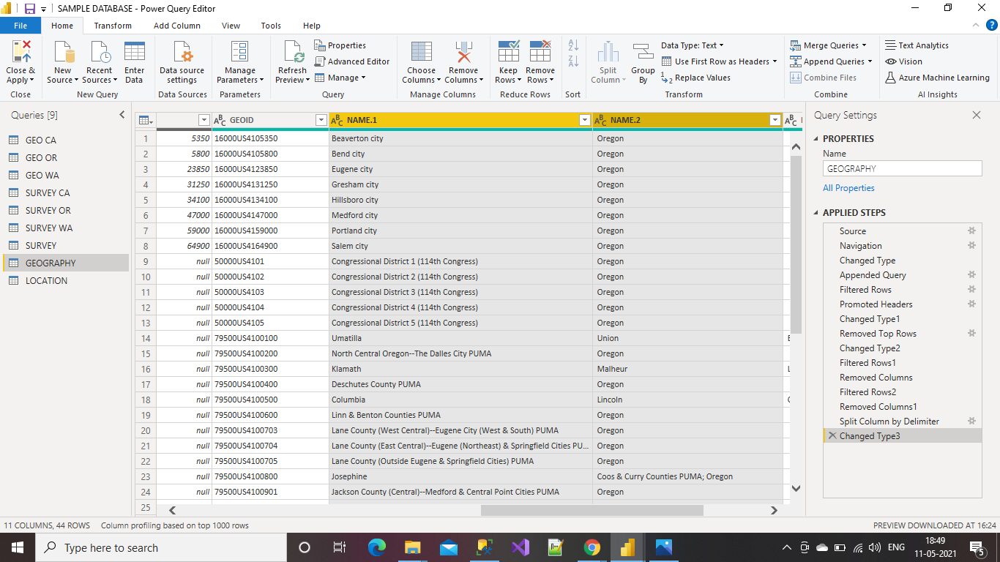 SAMPLE DATABASE - Power Query Editor
File Home Transform Add Column View Tools Help
Close & Apply
Close
New Source
Recent Sources
Enter Data
New Query
Data source settings
Data Sources
Manage Parameters
Parameters
Refresh Preview
Properties
Advanced Editor
Manage
Query
Choose Columns
Remove Columns
Manage Columns
Keep Rows
Remove Rows
Reduce Rows
Sort
Split Column
Group By
Data Type: Text
Use First Row as Headers
Replace Values
Transform
Merge Queries
Append Queries
Combine Files
Combine
Text Analytics
Vision
Azure Machine Learning
AI Insights
Queries [9]
GEO CA
GEO OR
GEO WA
SURVEY CA
SURVEY OR
SURVEY WA
SURVEY
GEOGRAPHY
LOCATION
GEOID NAME.1 NAME.2
1 5350 16000US4105350 Beaverton city Oregon
2 5800 16000US4105800 Bend city Oregon
3 23850 16000US4123850 Eugene city Oregon
4 31250 16000US4131250 Gresham city Oregon
5 34100 16000US4134100 Hillsboro city Oregon
6 47000 16000US4147000 Medford city Oregon
7 59000 16000US4159000 Portland city Oregon
8 64900 16000US4164900 Salem city Oregon
9 null 50000US4101 Congressional District 1 (114th Congress) Oregon
10 null 50000US4102 Congressional District 2 (114th Congress) Oregon
11 null 50000US4103 Congressional District 3 (114th Congress) Oregon
12 null 50000US4104 Congressional District 4 (114th Congress) Oregon
13 null 50000US4105 Congressional District 5 (114th Congress) Oregon
14 null 79500US4100100 Umatilla Union
15 null 79500US4100200 North Central Oregon--The Dalles City PUMA Oregon
16 null 79500US4100300 Klamath Malheur
17 null 79500US4100400 Deschutes County PUMA Oregon
18 null 79500US4100500 Columbia Lincoln
19 null 79500US4100600 Linn & Benton Counties PUMA Oregon
20 null 79500US4100703 Lane County (West Central)--Eugene City (West & South) PUMA Oregon
21 null 79500US4100704 Lane County (East Central)--Eugene (Northeast) & Springfield Cities PU... Oregon
22 null 79500US4100705 Lane County (Outside Eugene & Springfield Cities) PUMA Oregon
23 null 79500US4100800 Josephine Coos & Curry Counties PUMA; Oregon
24 null 79500US4100901 Jackson County (Central)--Medford & Central Point Cities PUMA Oregon
25
Query Settings
PROPERTIES
Name
GEOGRAPHY
All Properties
APPLIED STEPS
Source
Navigation
Changed Type
Appended Query
Filtered Rows
Promoted Headers
Changed Type1
Removed Top Rows
Changed Type2
Filtered Rows1
Removed Columns
Filtered Rows2
Removed Columns1
Split Column by Delimiter
Changed Type3
11 COLUMNS, 44 ROWS Column profiling based on top 1000 rows PREVIEW DOWNLOADED AT 16:24
Type here to search
ENG
18:49
11-05-2021
5